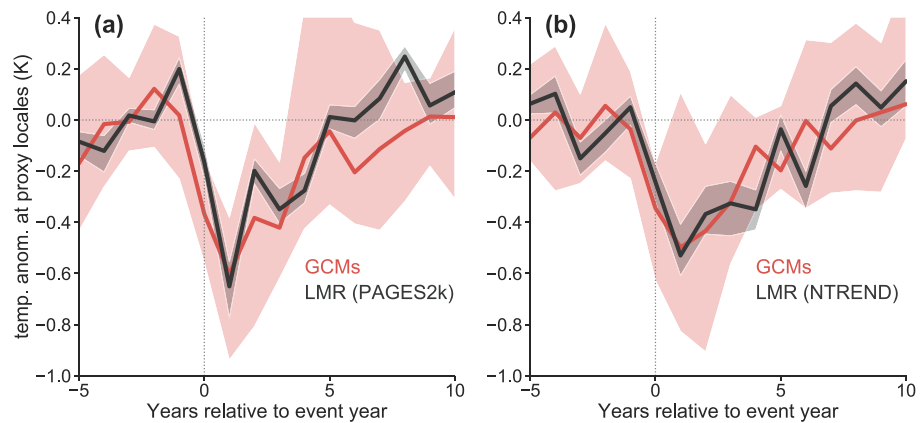 (a)
temp. anom. at proxy locales (K)
0.4
0.2
0.0
−0.2
−0.4
−0.6
−0.8
−1.0
GCMs
LMR (PAGES2k)
−5
0
5
10
Years relative to event year
(b)
0.4
0.2
0.0
−0.2
−0.4
−0.6
−0.8
−1.0
GCMs
LMR (NTREND)
−5
0
5
10
Years relative to event year